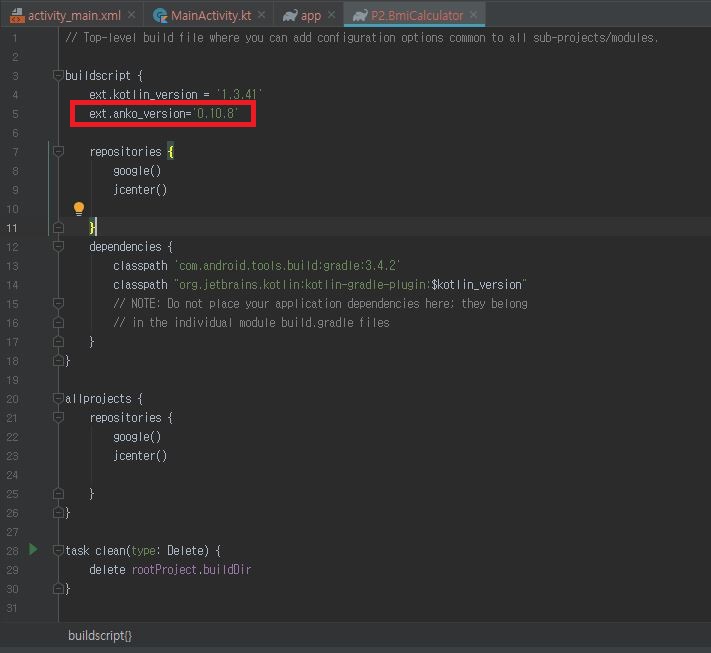 activity_main.xml MainActivity.kt app P2.BmiCalculator
1 // Top-level build file where you can add configuration options common to all sub-projects/modules.
2
3 buildscript {
4 ext.kotlin_version = '1.3.41'
5 ext.anko_version='0.10.8'
6
7 repositories {
8 google()
9 jcenter()
10
11 }
12 dependencies {
13 classpath 'com.android.tools.build:gradle:3.4.2'
14 classpath "org.jetbrains.kotlin:kotlin-gradle-plugin:$kotlin_version"
15 // NOTE: Do not place your application dependencies here; they belong
16 // in the individual module build.gradle files
17 }
18 }
19
20 allprojects {
21 repositories {
22 google()
23 jcenter()
24
25 }
26 }
27
28 task clean(type: Delete) {
29 delete rootProject.buildDir
30 }
31
buildscript{}